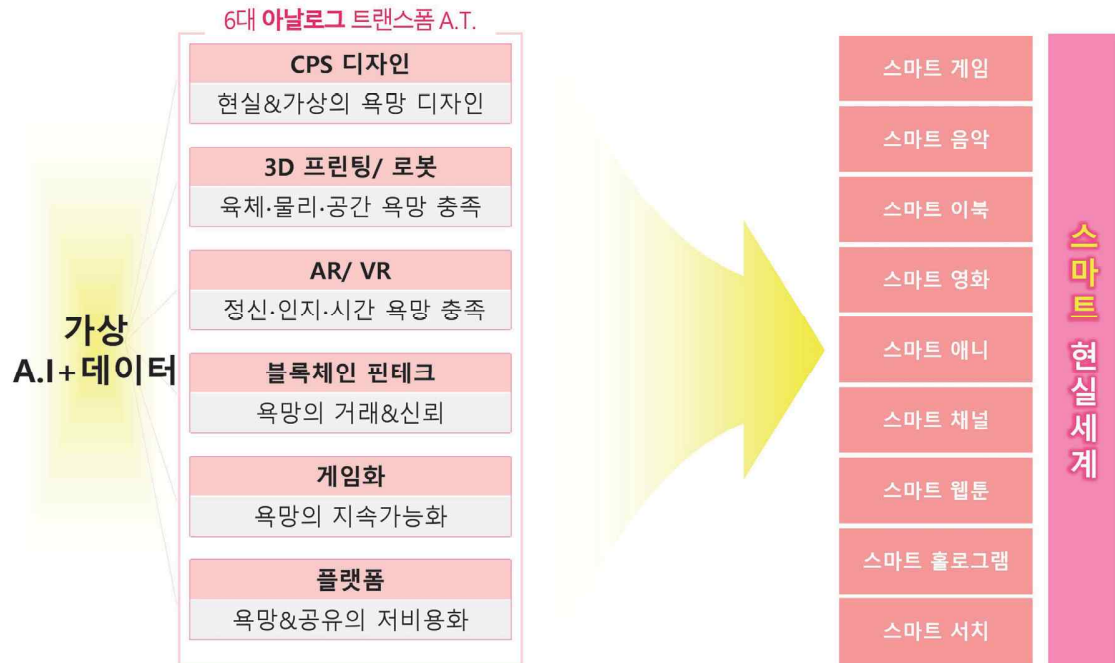 6대 아날로그 트랜스폼 A.T.
CPS 디자인
현실&가상의 욕망 디자인
3D 프린팅/ 로봇
육체·물리·공간 욕망 충족
AR/ VR
정신·인지·시간 욕망 충족
가상
A.I+데이터
블록체인 핀테크
욕망의 거래&신뢰
게임화
욕망의 지속가능화
플랫폼
욕망&공유의 저비용화
스마트 게임
스마트 음악
스마트 이북
스마트 영화
스마트 애니
스마트 채널
스마트 웹툰
스마트 홀로그램
스마트 서치
스마트 현실세계